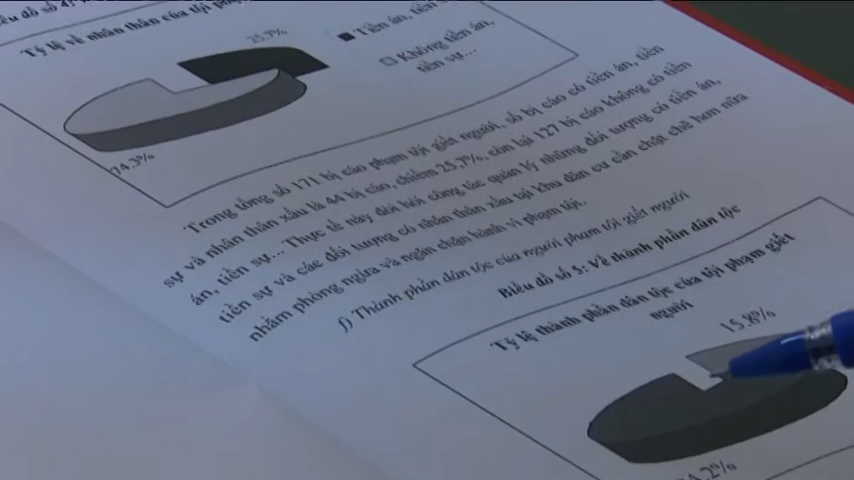 Biểu đồ số 4:
Tỷ lệ về nhân thân của tội
25,7%
Tiền án, tiền
Không tiền án, tiền sự...
74.3%
Trong tổng số 171 bị cáo phạm tội giết người, số bị cáo có tiền án, tiền
sự và nhân thân xấu là 44 bị cáo, chiếm 25,7%, còn lại 127 bị cáo không có tiền
án, tiền sự... Thực tế này đòi hỏi công tác quản lý những đối tượng có tiền án,
tiền sự và các đối tượng có nhân thân xấu tại khu dân cư cần chặt chẽ hơn nữa
nhằm phòng ngừa và ngăn chặn hành vi phạm tội.
f) Thành phần dân tộc của người phạm tội giết người
Biểu đồ số 5: Về thành phần dân tộc
Tỷ lệ thành phần dân tộc của tội phạm giết
người
15.8%